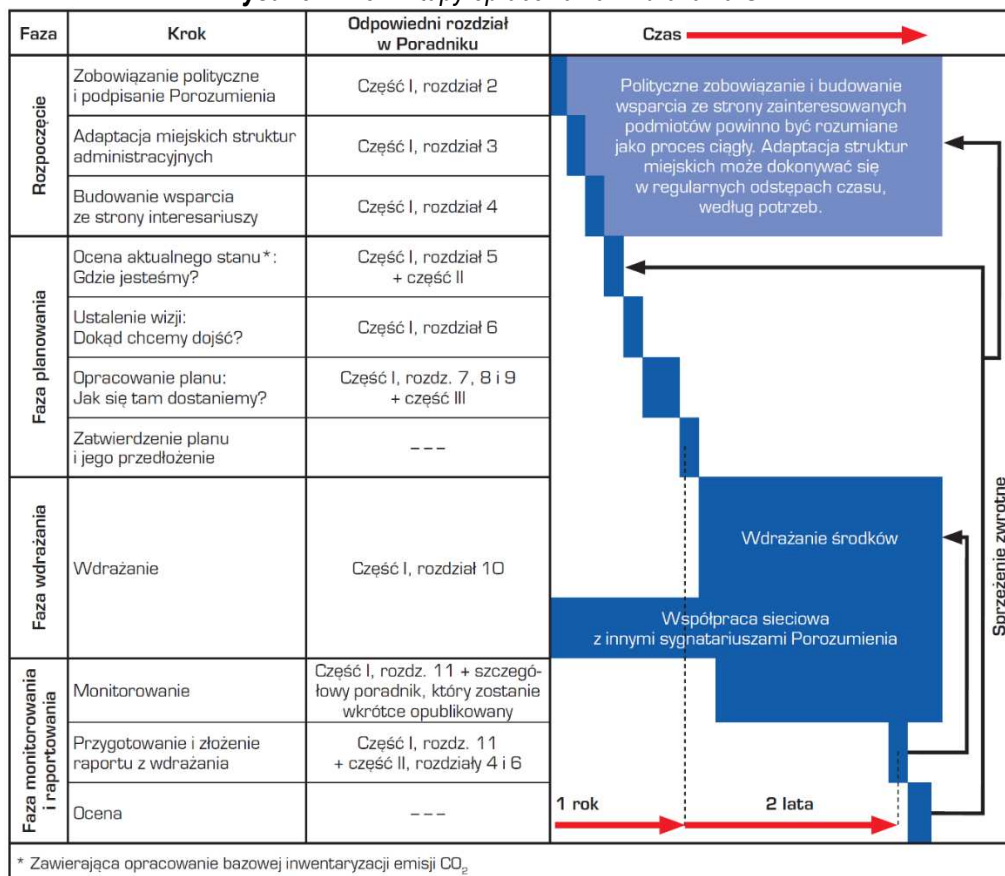 Faza
Krok
Odpowiedni rozdział
w Poradniku
Czas
Rozpoczęcie
Zobowiązanie polityczne
i podpisanie Porozumienia
Część I, rozdział 2
Adaptacja miejskich struktur
administracyjnych
Część I, rozdział 3
Budowanie wsparcia
ze strony interesariuszy
Część I, rozdział 4
Polityczne zobowiązanie i budowanie
wsparcia ze strony zainteresowanych
podmiotów powinno być rozumiane
jako proces ciągły. Adaptacja struktur
miejskich może dokonywać się
w regularnych odstępach czasu,
według potrzeb.
Faza planowania
Ocena aktualnego stanu*:
Gdzie jesteśmy?
Część I, rozdział 5
+ część II
Ustalenie wizji:
Dokąd chcemy dojść?
Część I, rozdział 6
Opracowanie planu:
Jak się tam dostaniemy?
Część I, rozdz. 7, 8 i 9
+ część III
Zatwierdzenie planu
i jego przedłożenie
– – –
Faza wdrażania
Wdrażanie
Część I, rozdział 10
Wdrażanie środków
Współpraca sieciowa
z innymi sygnatariuszami Porozumienia
Sprzężenie zwrotne
Faza monitorowania
i raportowania
Monitorowanie
Część I, rozdz. 11 + szczegó-
łowy poradnik, który zostanie
wkrótce opublikowany
Przygotowanie i złożenie
raportu z wdrażania
Część I, rozdz. 11
+ część II, rozdziały 4 i 6
Ocena
– – –
1 rok
2 lata
* Zawierająca opracowanie bazowej inwentaryzacji emisji CO₂